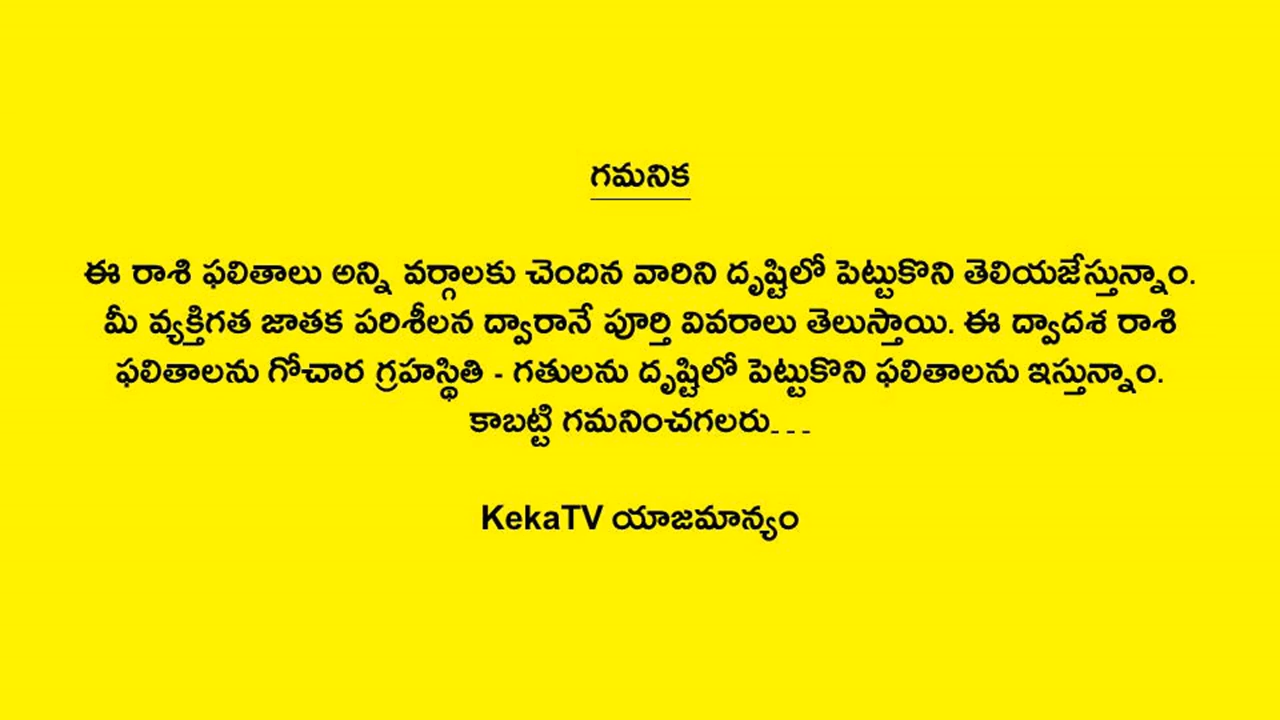 గమనిక
ఈ రాశి ఫలితాలు అన్ని వర్గాలకు చెందిన వారిని దృష్టిలో పెట్టుకొని తెలియజేస్తున్నాం.
మీ వ్యక్తిగత జాతక పరిశీలన ద్వారానే పూర్తి వివరాలు తెలుస్తాయి. ఈ ద్వాదశ రాశి
ఫలితాలను గోచార గ్రహస్థితి - గతులను దృష్టిలో పెట్టుకొని ఫలితాలను ఇస్తున్నాం.
కాబట్టి గమనించగలరు...
KekaTV యాజమాన్యం